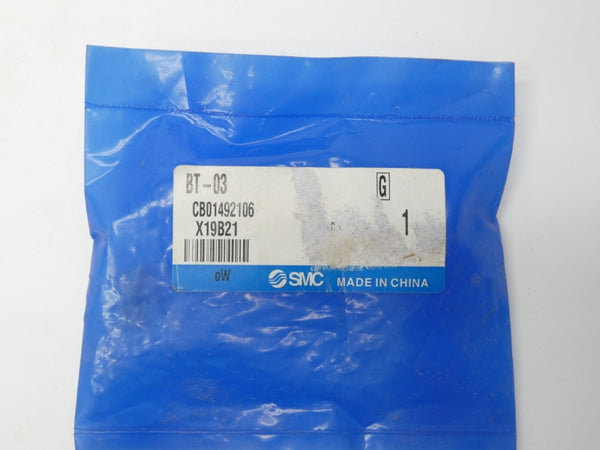 BT-03
G
CB01492106
X19B21
1
oW
SMC MADE IN CHINA